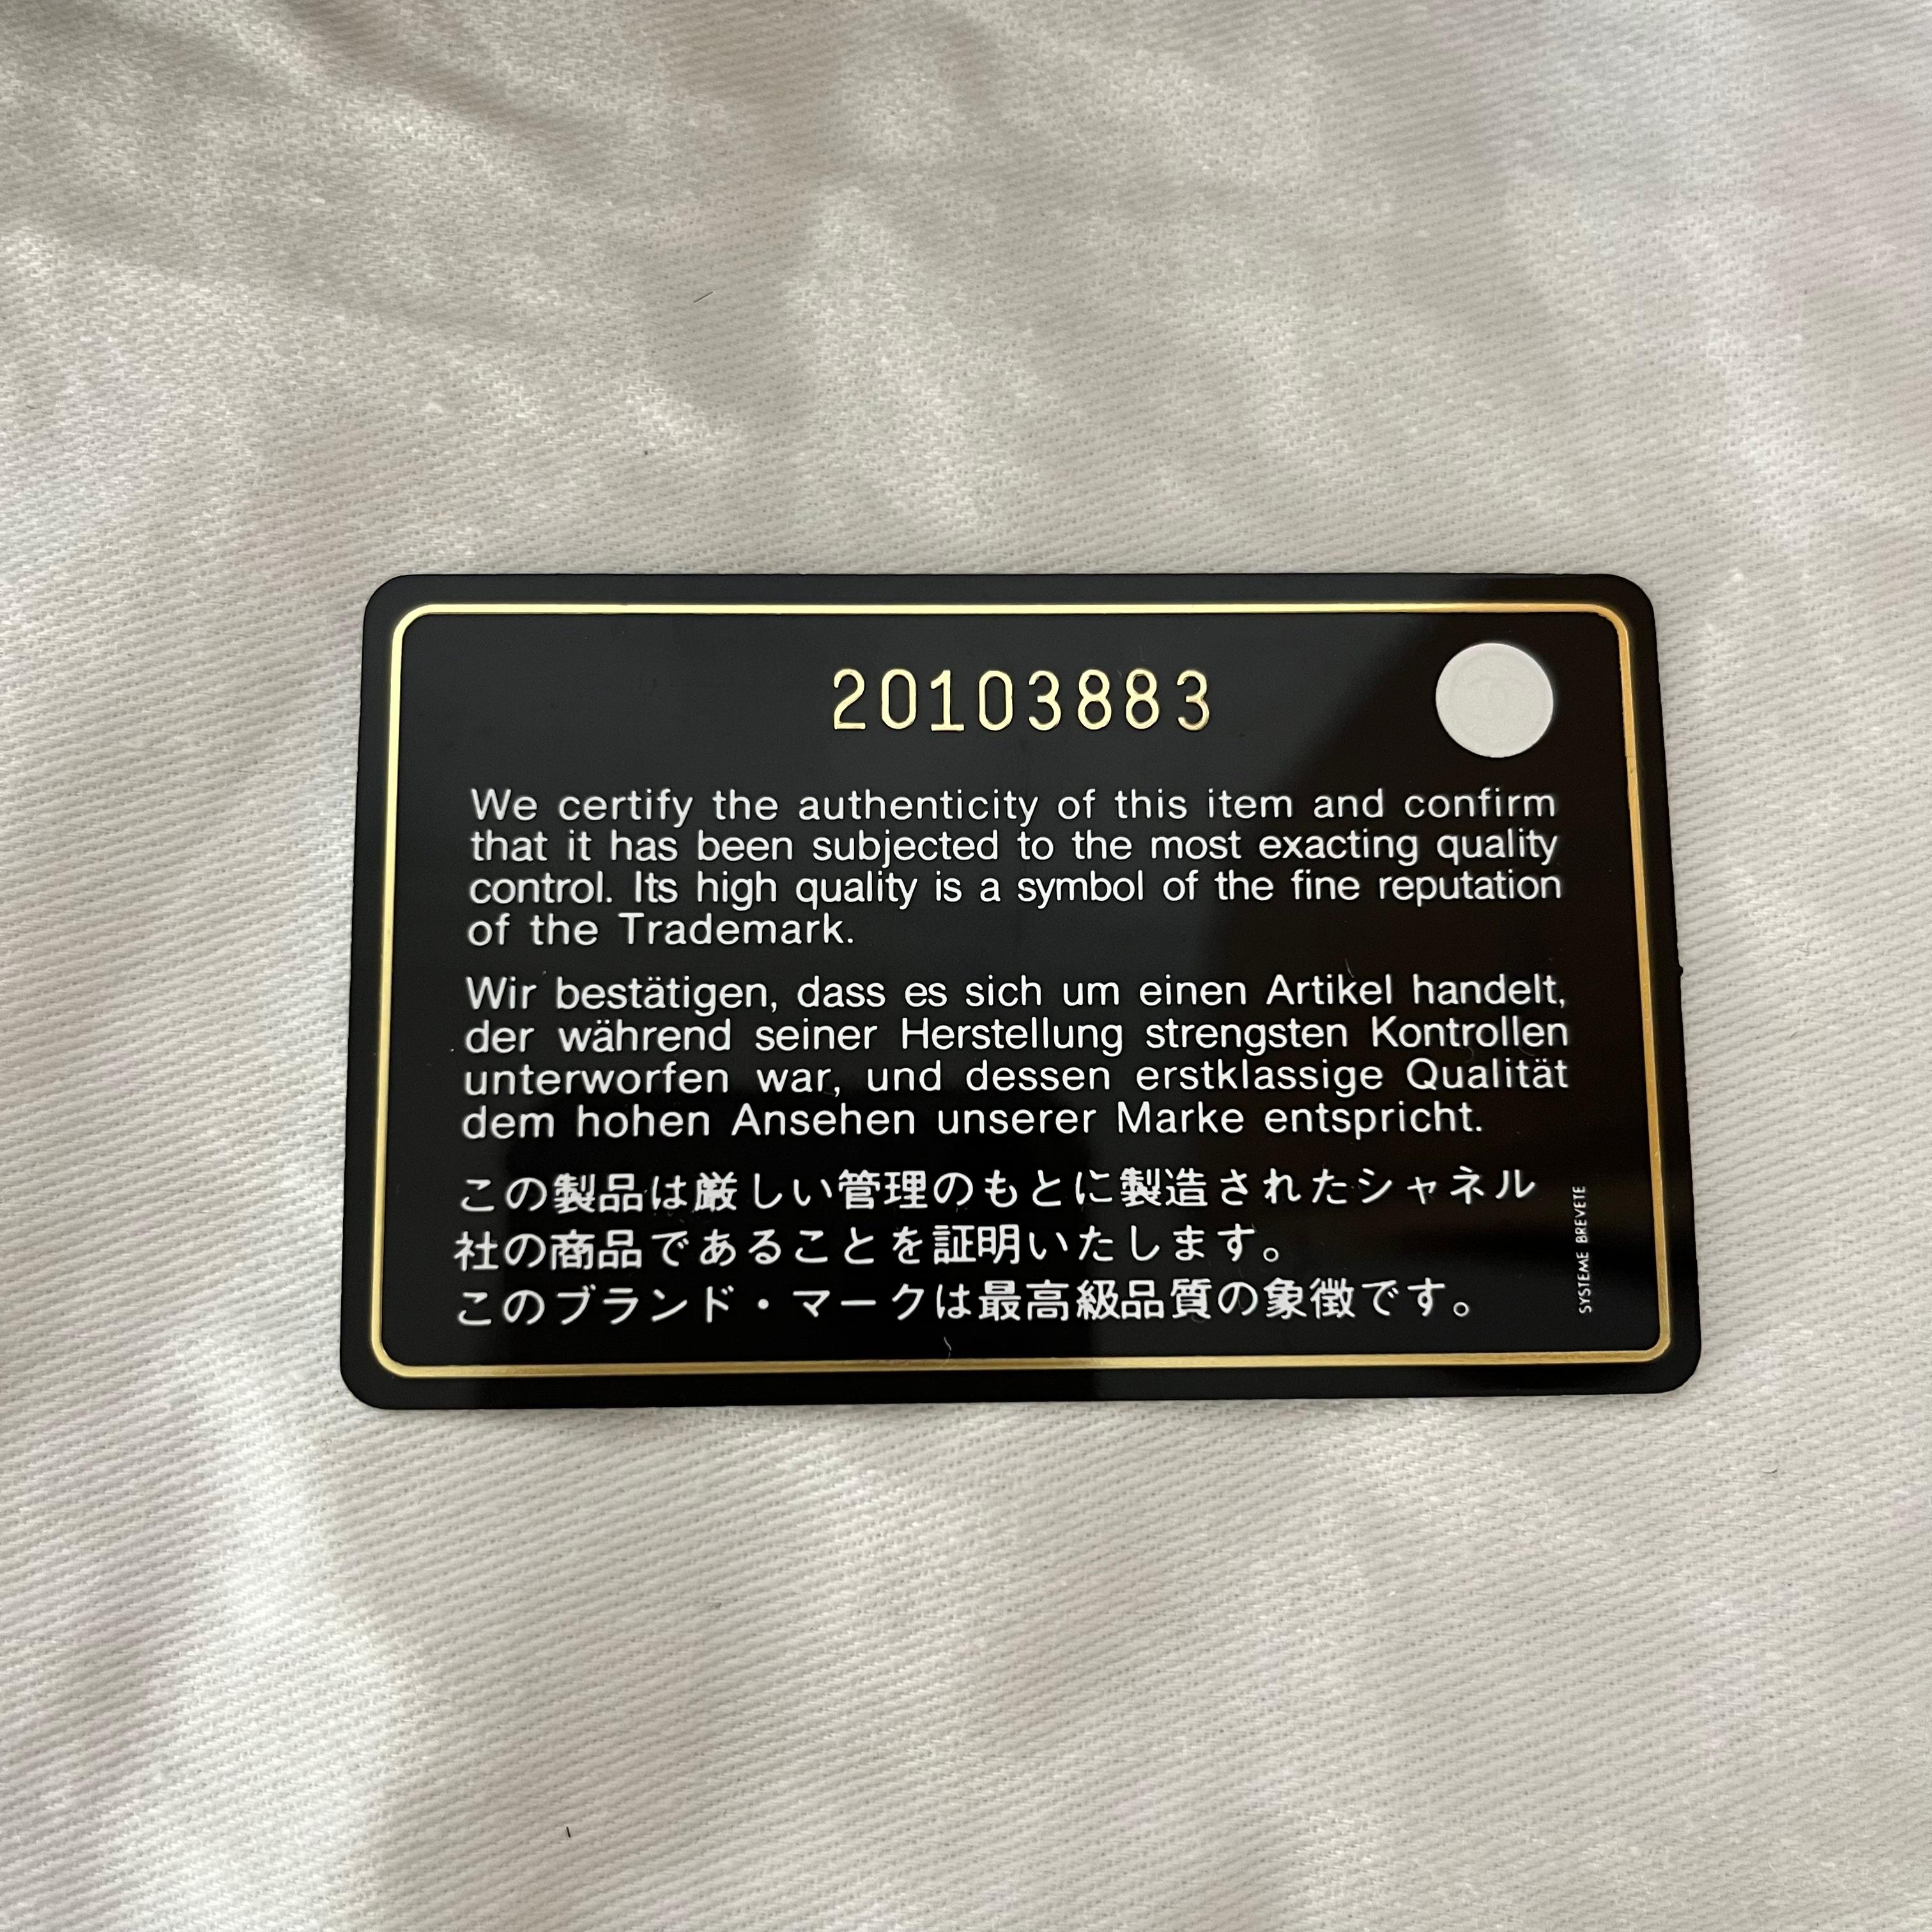 20103883
We certify the authenticity of this item and confirm
that it has been subjected to the most exacting quality
control. Its high quality is a symbol of the fine reputation
of the Trademark.
Wir bestätigen, dass es sich um einen Artikel handelt,
der während seiner Herstellung strengsten Kontrollen
unterworfen war, und dessen erstklassige Qualität
dem hohen Ansehen unserer Marke entspricht.
この製品は厳しい管理のもとに製造されたシャネル
社の商品であることを証明いたします。
このブランド・マークは最高級品質の象徴です。
SYSTEME BREVETE